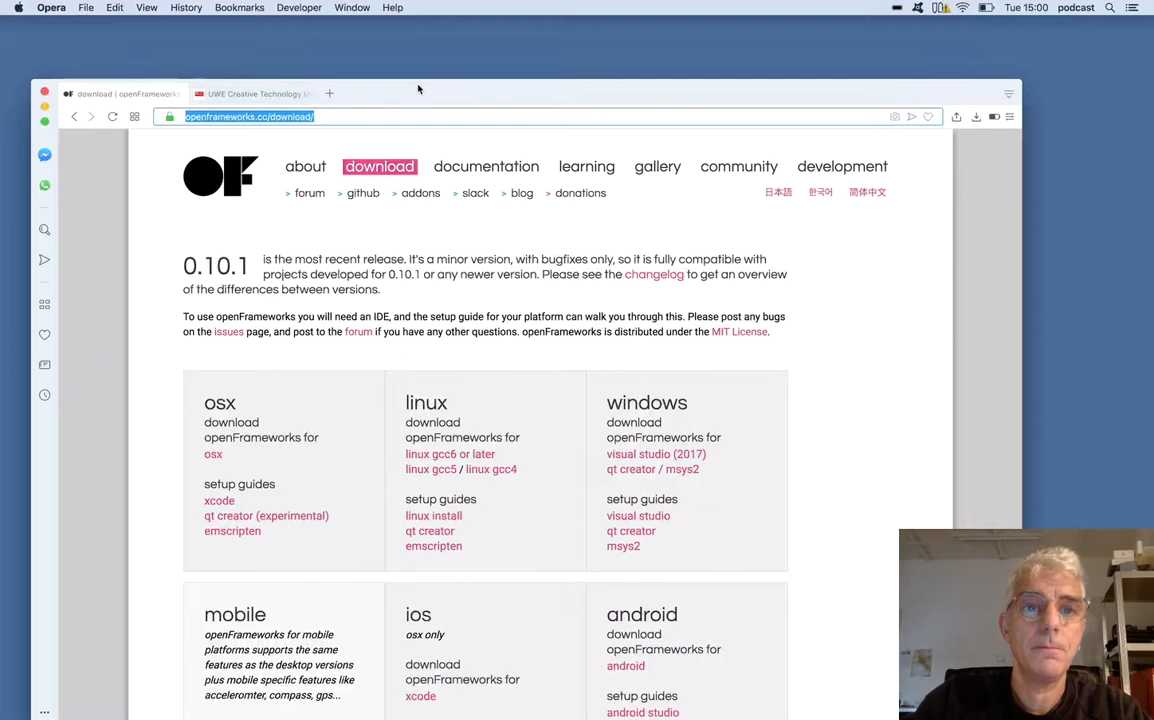 Opera File Edit View History Bookmarks Developer Window Help Tue 15:00 podcast
download | openFrameworks UWE Creative Technology M
openframeworks.cc/download/
OF about download documentation learning gallery community development
> forum > github > addons > slack > blog > donations 日本語 한국어 简体中文
0.10.1 is the most recent release. It's a minor version, with bugfixes only, so it is fully compatible with
projects developed for 0.10.1 or any newer version. Please see the changelog to get an overview
of the differences between versions.
To use openFrameworks you will need an IDE, and the setup guide for your platform can walk you through this. Please post any bugs
on the issues page, and post to the forum if you have any other questions. openFrameworks is distributed under the MIT License.
osx
download
openFrameworks for
osx
setup guides
xcode
qt creator (experimental)
emscripten
linux
download
openFrameworks for
linux gcc6 or later
linux gcc5 / linux gcc4
setup guides
linux install
qt creator
emscripten
windows
download
openFrameworks for
visual studio (2017)
qt creator / msys2
setup guides
visual studio
qt creator
msys2
mobile
openFrameworks for mobile
platforms supports the same
features as the desktop versions
plus mobile specific features like
acceleromter, compass, gps...
ios
osx only
download
openFrameworks for
xcode
android
download
openFrameworks for
android
setup guides
android studio